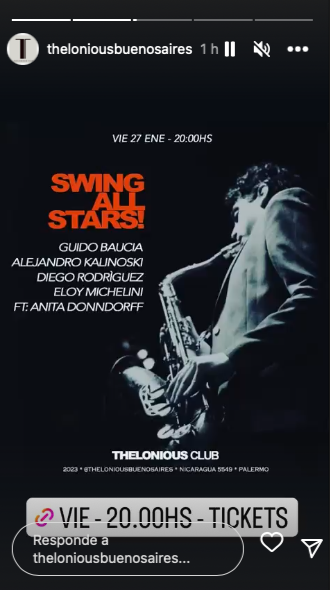 theloniousbuenosaires 1 h
VIE 27 ENE - 20:00HS
SWING
ALL
STARS!
GUIDO BAUCIA
ALEJANDRO KALINOSKI
DIEGO RODRÌGUEZ
ELOY MICHELINI
FT: ANITA DONNDORFF
THELONIOUS CLUB
2023 * @THELONIOUSBUENOSAIRES * NICARAGUA 5549 * PALERMO
VIE - 20.00HS - TICKETS
Responde a
theloniousbuenosaires...